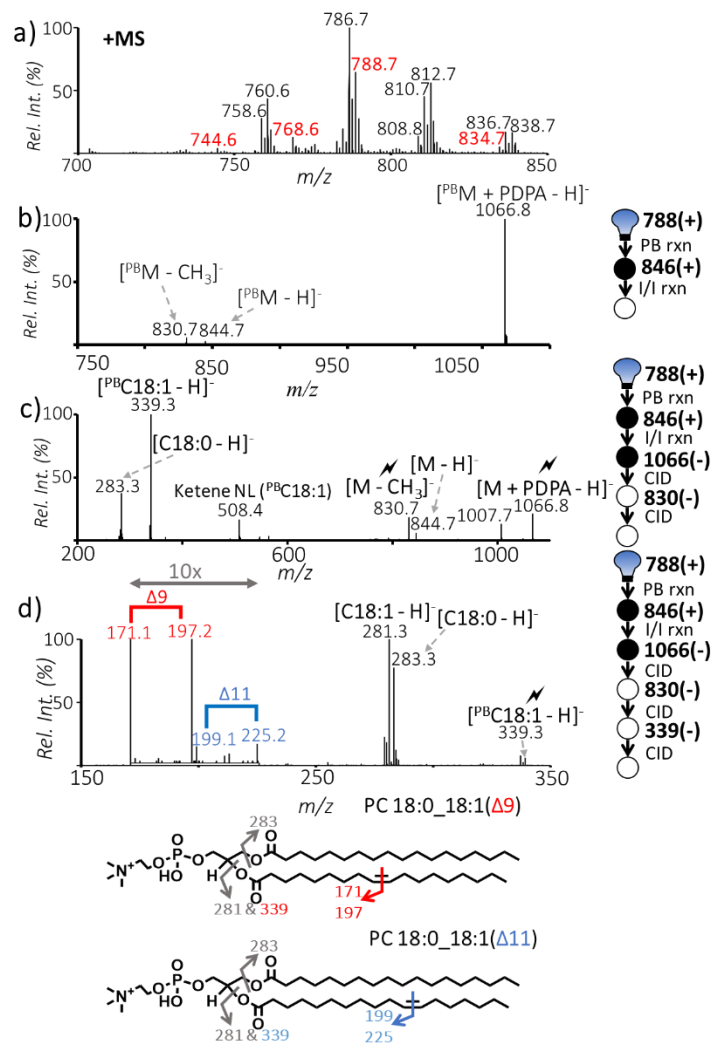 a)
+MS
Rel. Int. (%)
100
50
786.7
788.7
760.6
758.6
744.6
768.6
812.7
810.7
808.8
836.7
834.7
838.7
700
750
800
850
m/z
b)
Rel. Int. (%)
100
50
[PBM + PDPA - H]-
1066.8
[PBM - CH3]-
[PBM - H]-
830.7
844.7
750
850
950
1050
m/z
788(+)
PB rxn
846(+)
I/I rxn
c)
Rel. Int. (%)
100
50
[PBC18:1 - H]-
339.3
[C18:0 - H]-
283.3
Ketene NL (PBC18:1)
508.4
[M - CH3]-
830.7
[M - H]-
844.7
[M + PDPA - H]-
1007.7
1066.8
200
600
1000
m/z
788(+)
PB rxn
846(+)
I/I rxn
1066(-)
CID
830(-)
CID
10x
d)
Rel. Int. (%)
100
50
Δ9
171.1
197.2
Δ11
199.1
225.2
[C18:1 - H]-
281.3
[C18:0 - H]-
283.3
[PBC18:1 - H]-
339.3
150
250
350
m/z
788(+)
PB rxn
846(+)
I/I rxn
1066(-)
CID
830(-)
CID
339(-)
CID
PC 18:0_18:1(Δ9)
283
O
O
P
O
O
O
N+
HO
H
O
O
281 & 339
171
197
PC 18:0_18:1(Δ11)
283
O
O
P
O
O
O
N+
HO
H
O
O
281 & 339
199
225